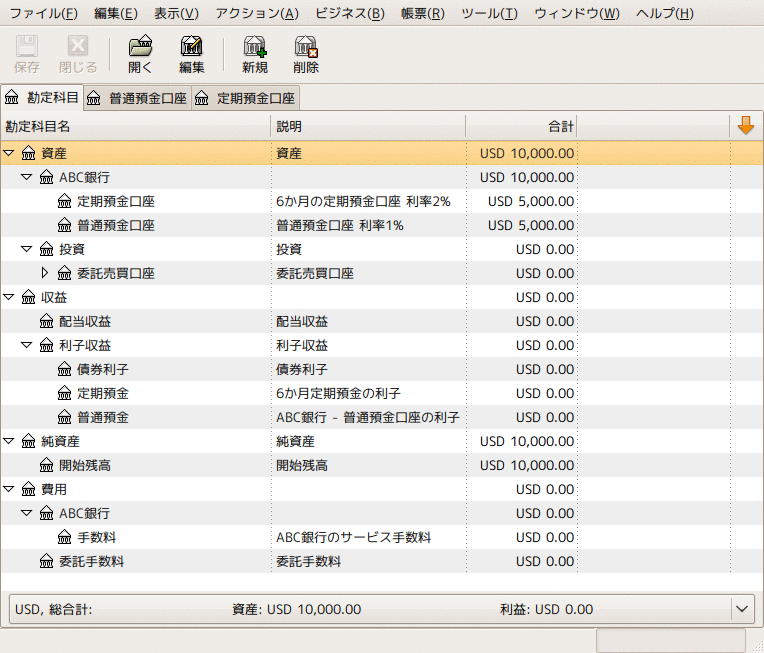 ファイル(F) 編集(E) 表示(V) アクション(A) ビジネス(B) 帳票(R) ツール(T) ウィンドウ(W) ヘルプ(H)
保存 閉じる 開く 編集 新規 削除
勘定科目 普通預金口座 定期預金口座
勘定科目名 説明 合計
資産 資産 USD 10,000.00
ABC銀行 USD 10,000.00
定期預金口座 6か月の定期預金口座 利率2% USD 5,000.00
普通預金口座 普通預金口座 利率1% USD 5,000.00
投資 投資 USD 0.00
委託売買口座 委託売買口座 USD 0.00
収益 USD 0.00
配当収益 配当収益 USD 0.00
利子収益 利子収益 USD 0.00
債券利子 債券利子 USD 0.00
定期預金 6か月定期預金の利子 USD 0.00
普通預金 ABC銀行 - 普通預金口座の利子 USD 0.00
純資産 純資産 USD 10,000.00
開始残高 開始残高 USD 10,000.00
費用 USD 0.00
ABC銀行 USD 0.00
手数料 ABC銀行のサービス手数料 USD 0.00
委託手数料 委託手数料 USD 0.00
USD, 総合計: 資産: USD 10,000.00 利益: USD 0.00